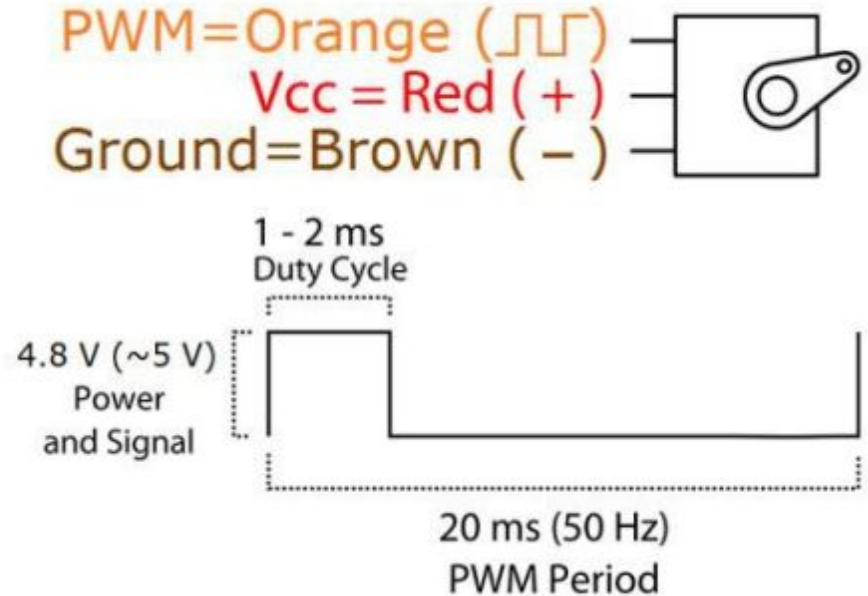 PWM=Orange (⎍⎍)
Vcc = Red ( + )
Ground=Brown ( − )
1 - 2 ms
Duty Cycle
4.8 V (~5 V)
Power
and Signal
20 ms (50 Hz)
PWM Period